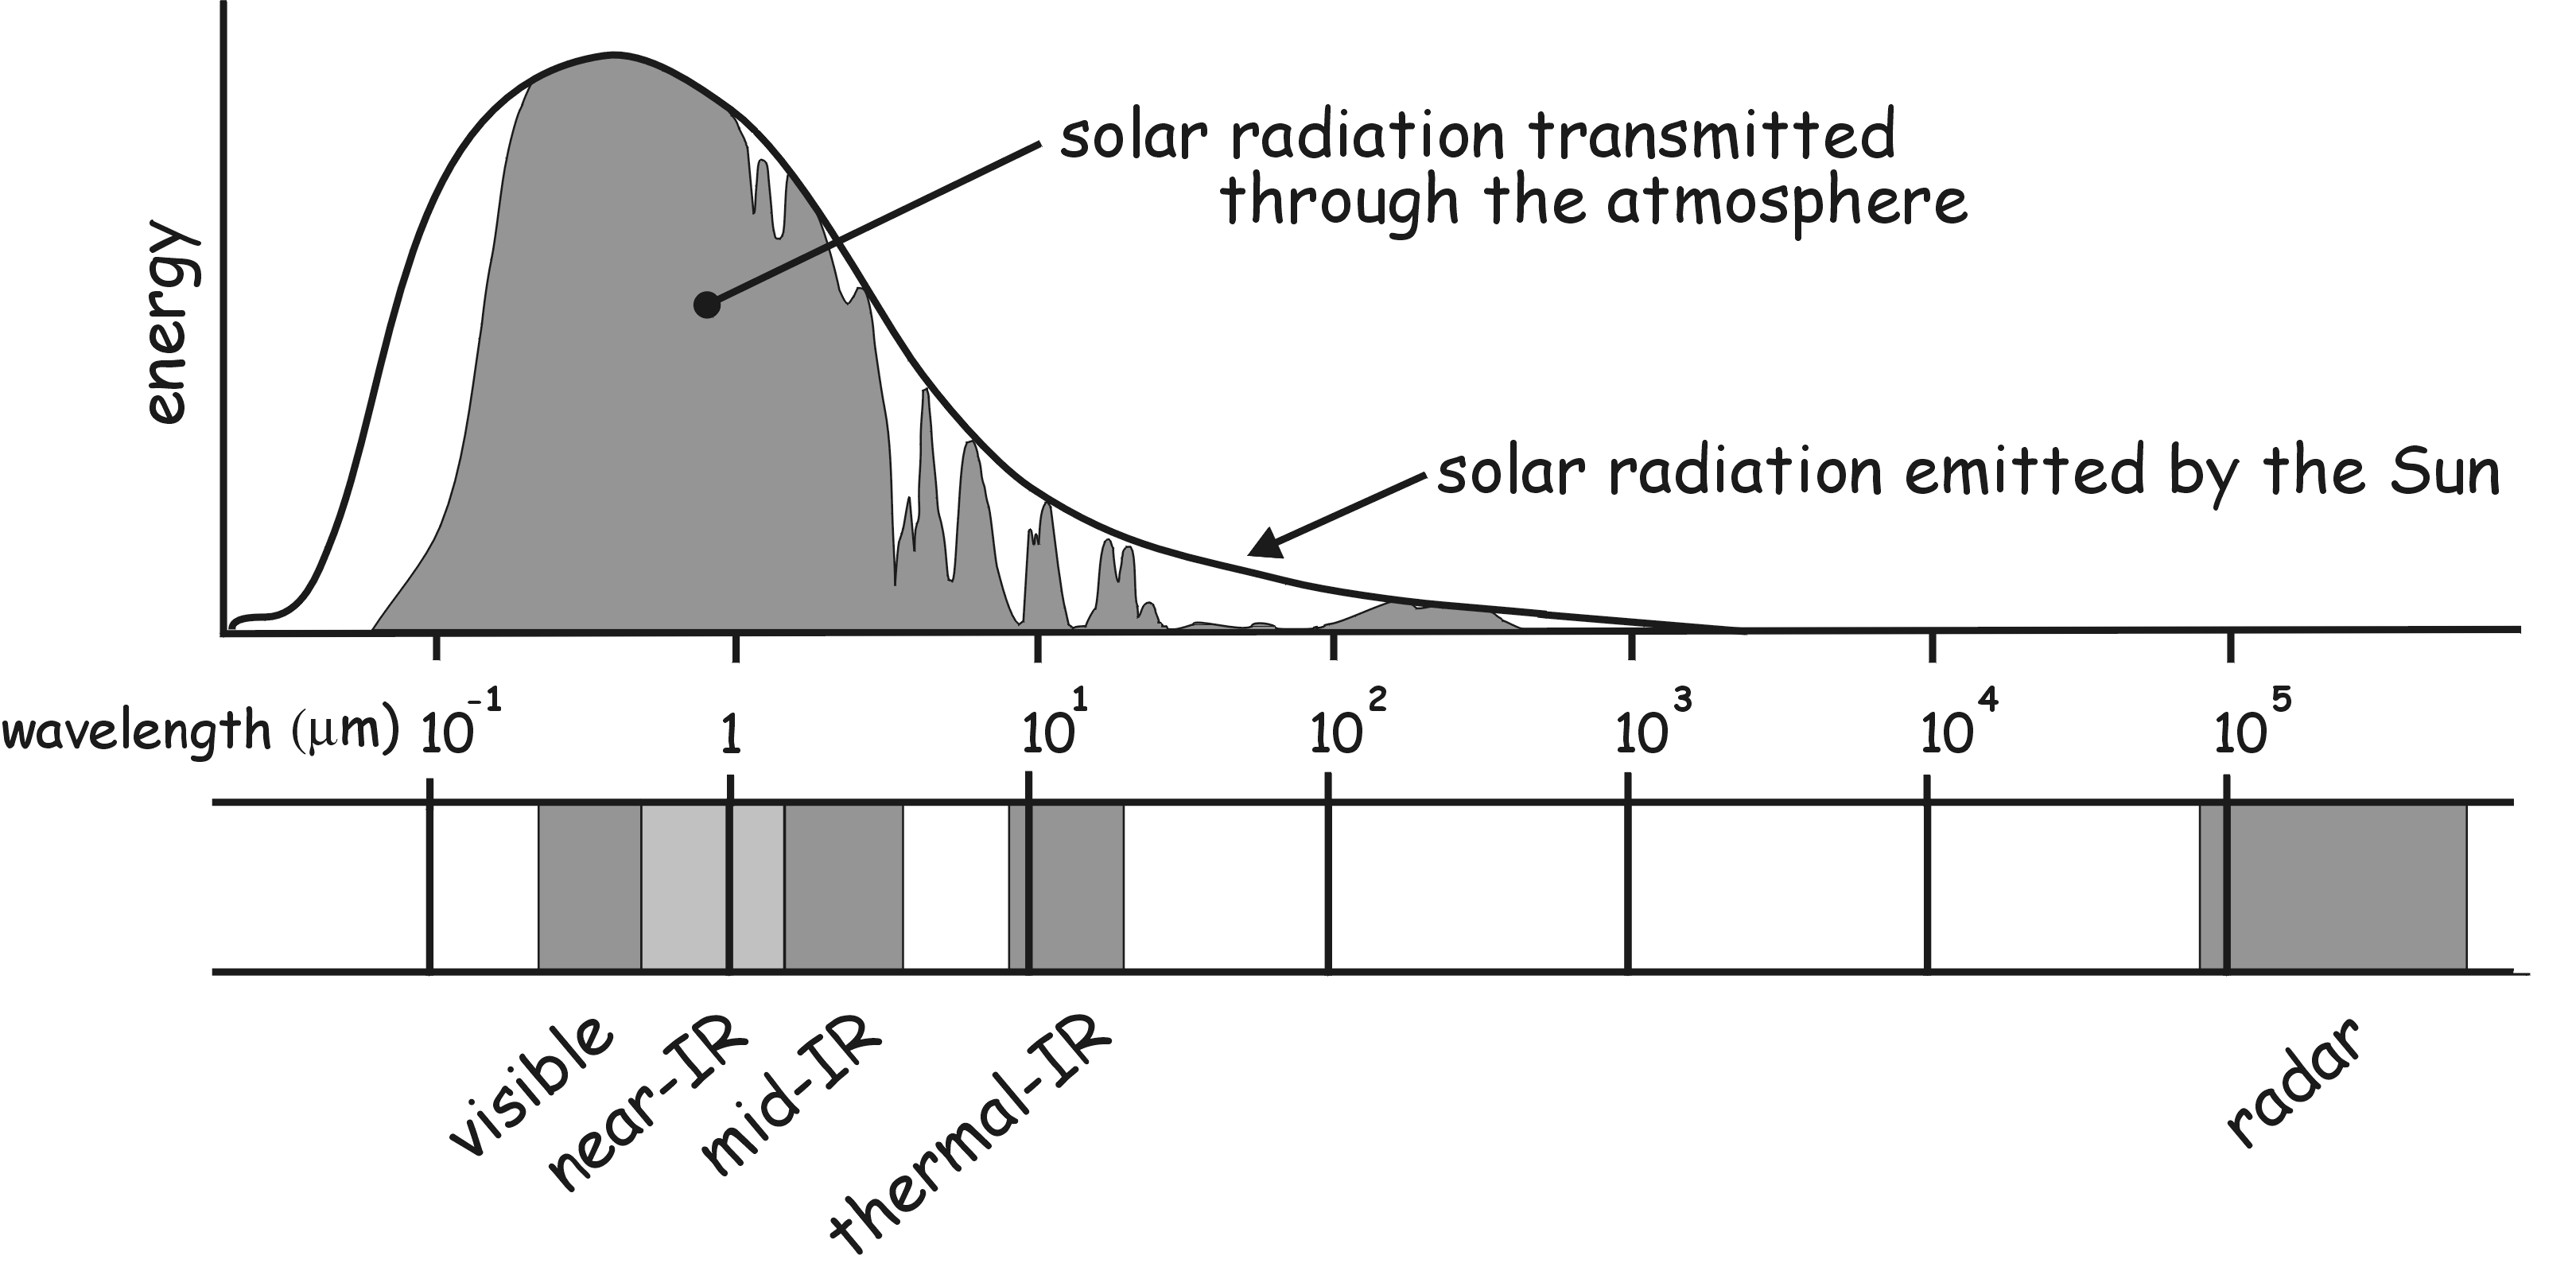 solar radiation transmitted
through the atmosphere
energy
solar radiation emitted by the Sun
wavelength (μm) 10⁻¹ 1 10¹ 10² 10³ 10⁴ 10⁵
visible
near-IR
mid-IR
thermal-IR
radar